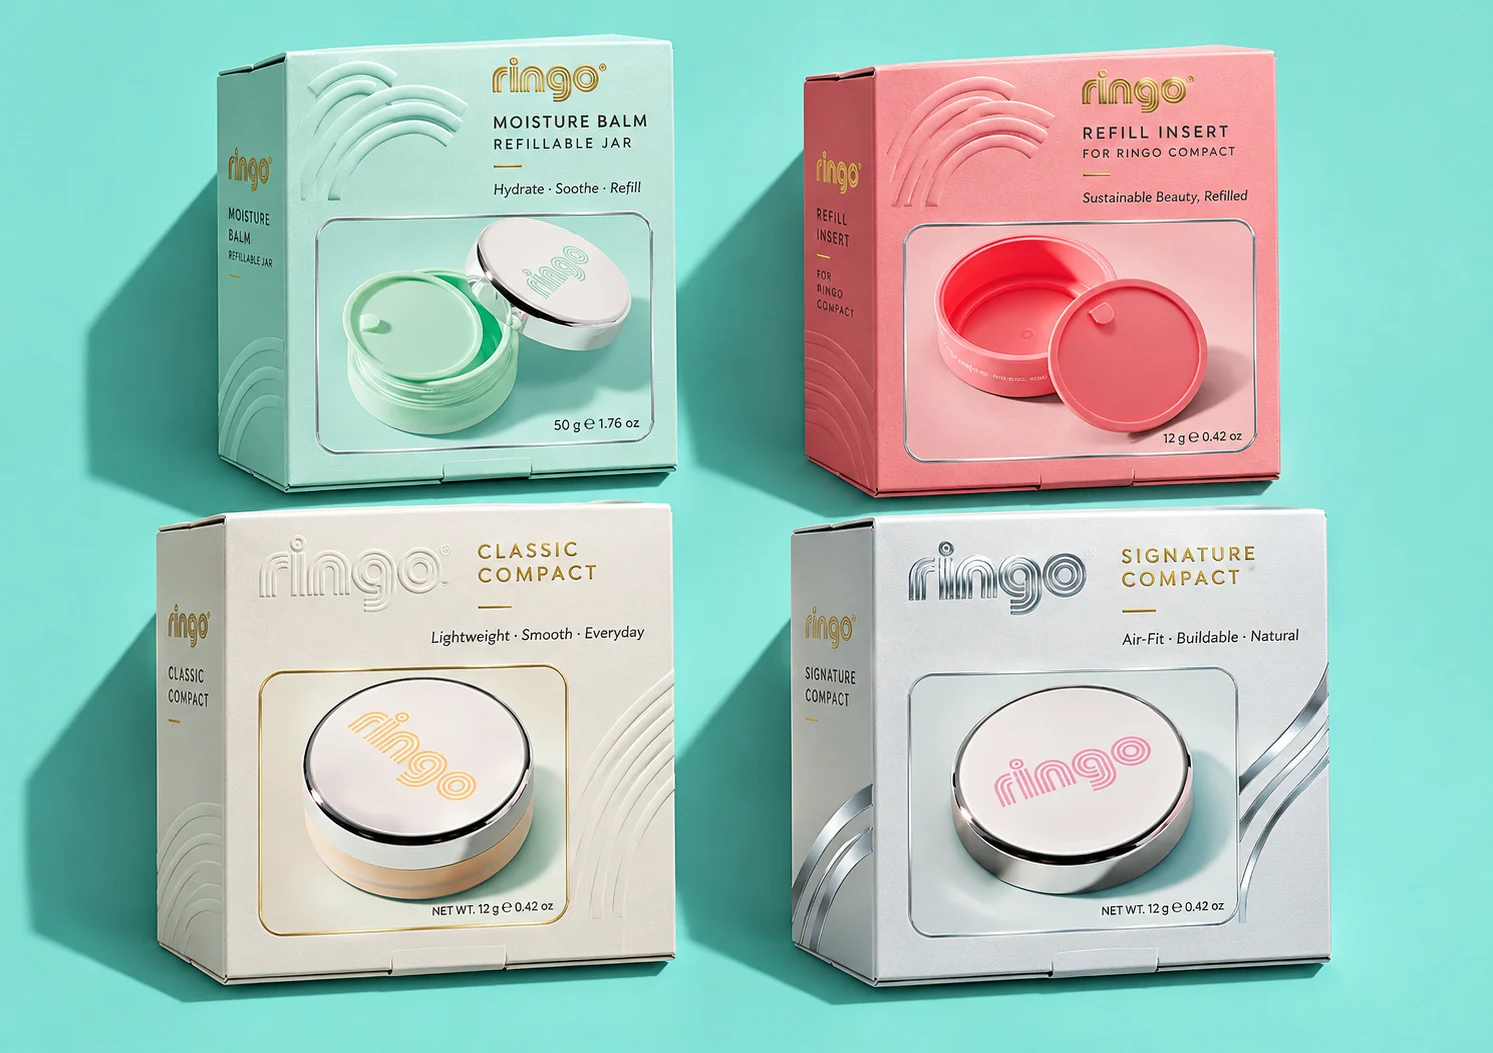 ringo®
MOISTURE BALM
REFILLABLE JAR
Hydrate · Soothe · Refill
ringo
50 g ℮ 1.76 oz
ringo®
MOISTURE
BALM
REFILLABLE JAR
ringo®
REFILL INSERT
FOR RINGO COMPACT
Sustainable Beauty, Refilled
12 g ℮ 0.42 oz
ringo®
REFILL
INSERT
FOR
RINGO
COMPACT
ringo®
CLASSIC
COMPACT
Lightweight · Smooth · Everyday
ringo
NET WT. 12 g ℮ 0.42 oz
ringo®
CLASSIC
COMPACT
ringo
SIGNATURE
COMPACT
Air-Fit · Buildable · Natural
ringo
NET WT. 12 g ℮ 0.42 oz
ringo®
SIGNATURE
COMPACT